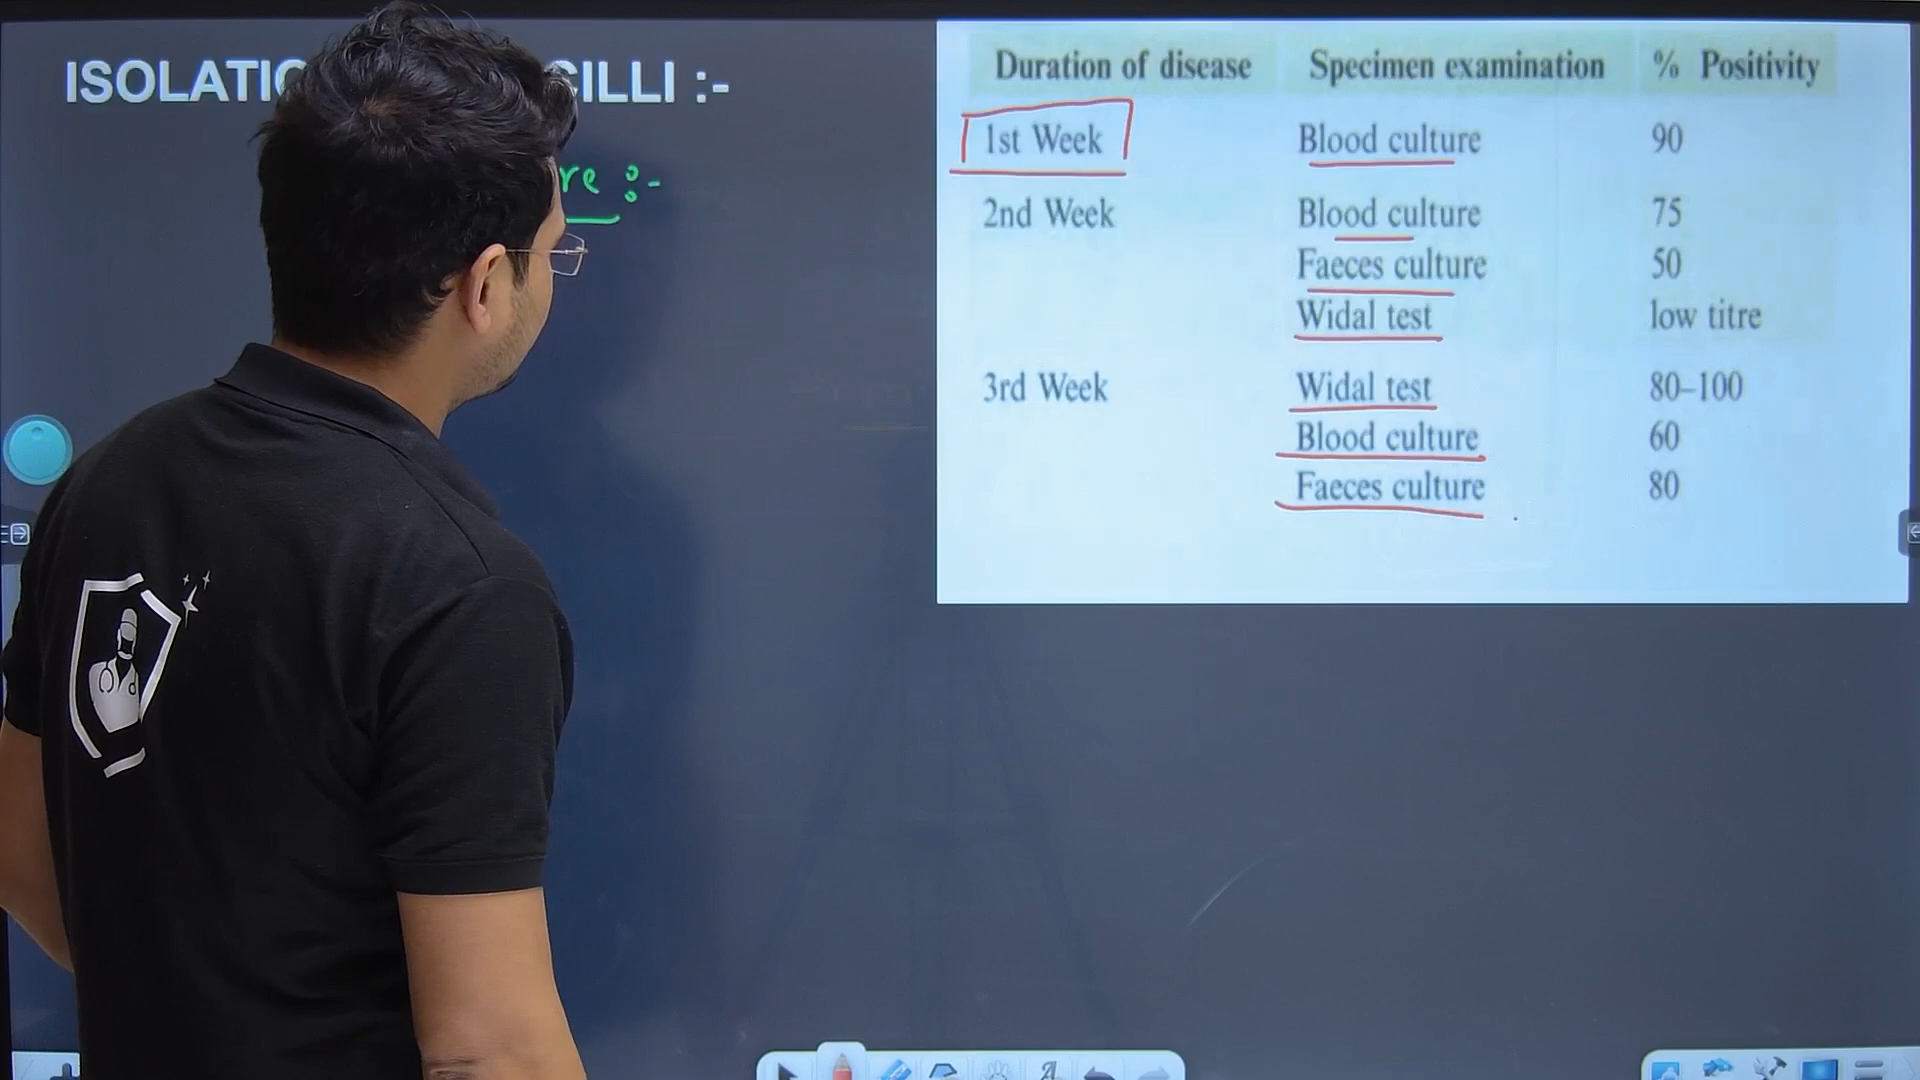 ISOLATIO CILLI :-
re :-
Duration of disease Specimen examination % Positivity
1st Week Blood culture 90
2nd Week Blood culture 75
Faeces culture 50
Widal test low titre
3rd Week Widal test 80–100
Blood culture 60
Faeces culture 80